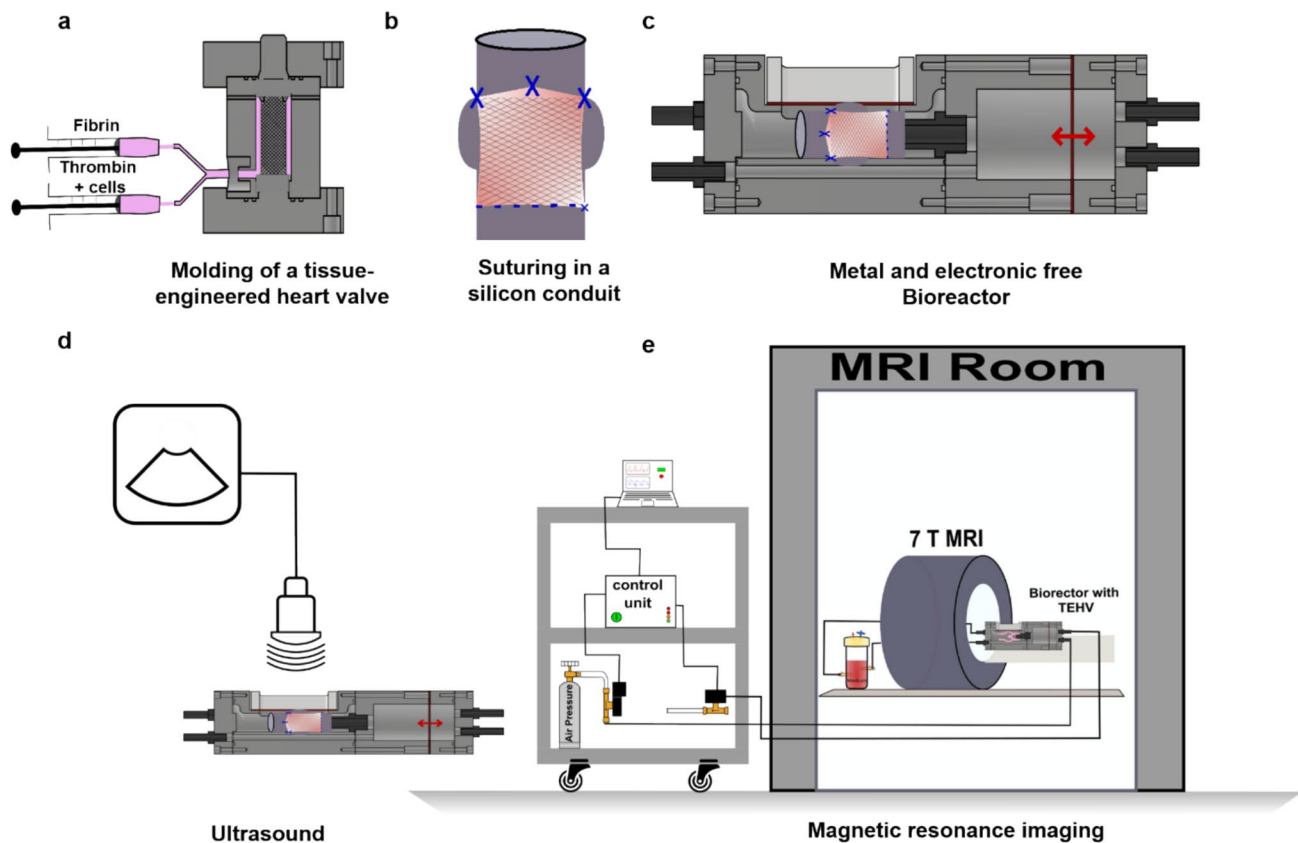 a
Fibrin
Thrombin
+ cells
Molding of a tissue-
engineered heart valve
b
Suturing in a
silicon conduit
c
Metal and electronic free
Bioreactor
d
Ultrasound
e
MRI Room
7 T MRI
control
unit
Biorector with
TEHV
Air Pressure
Magnetic resonance imaging